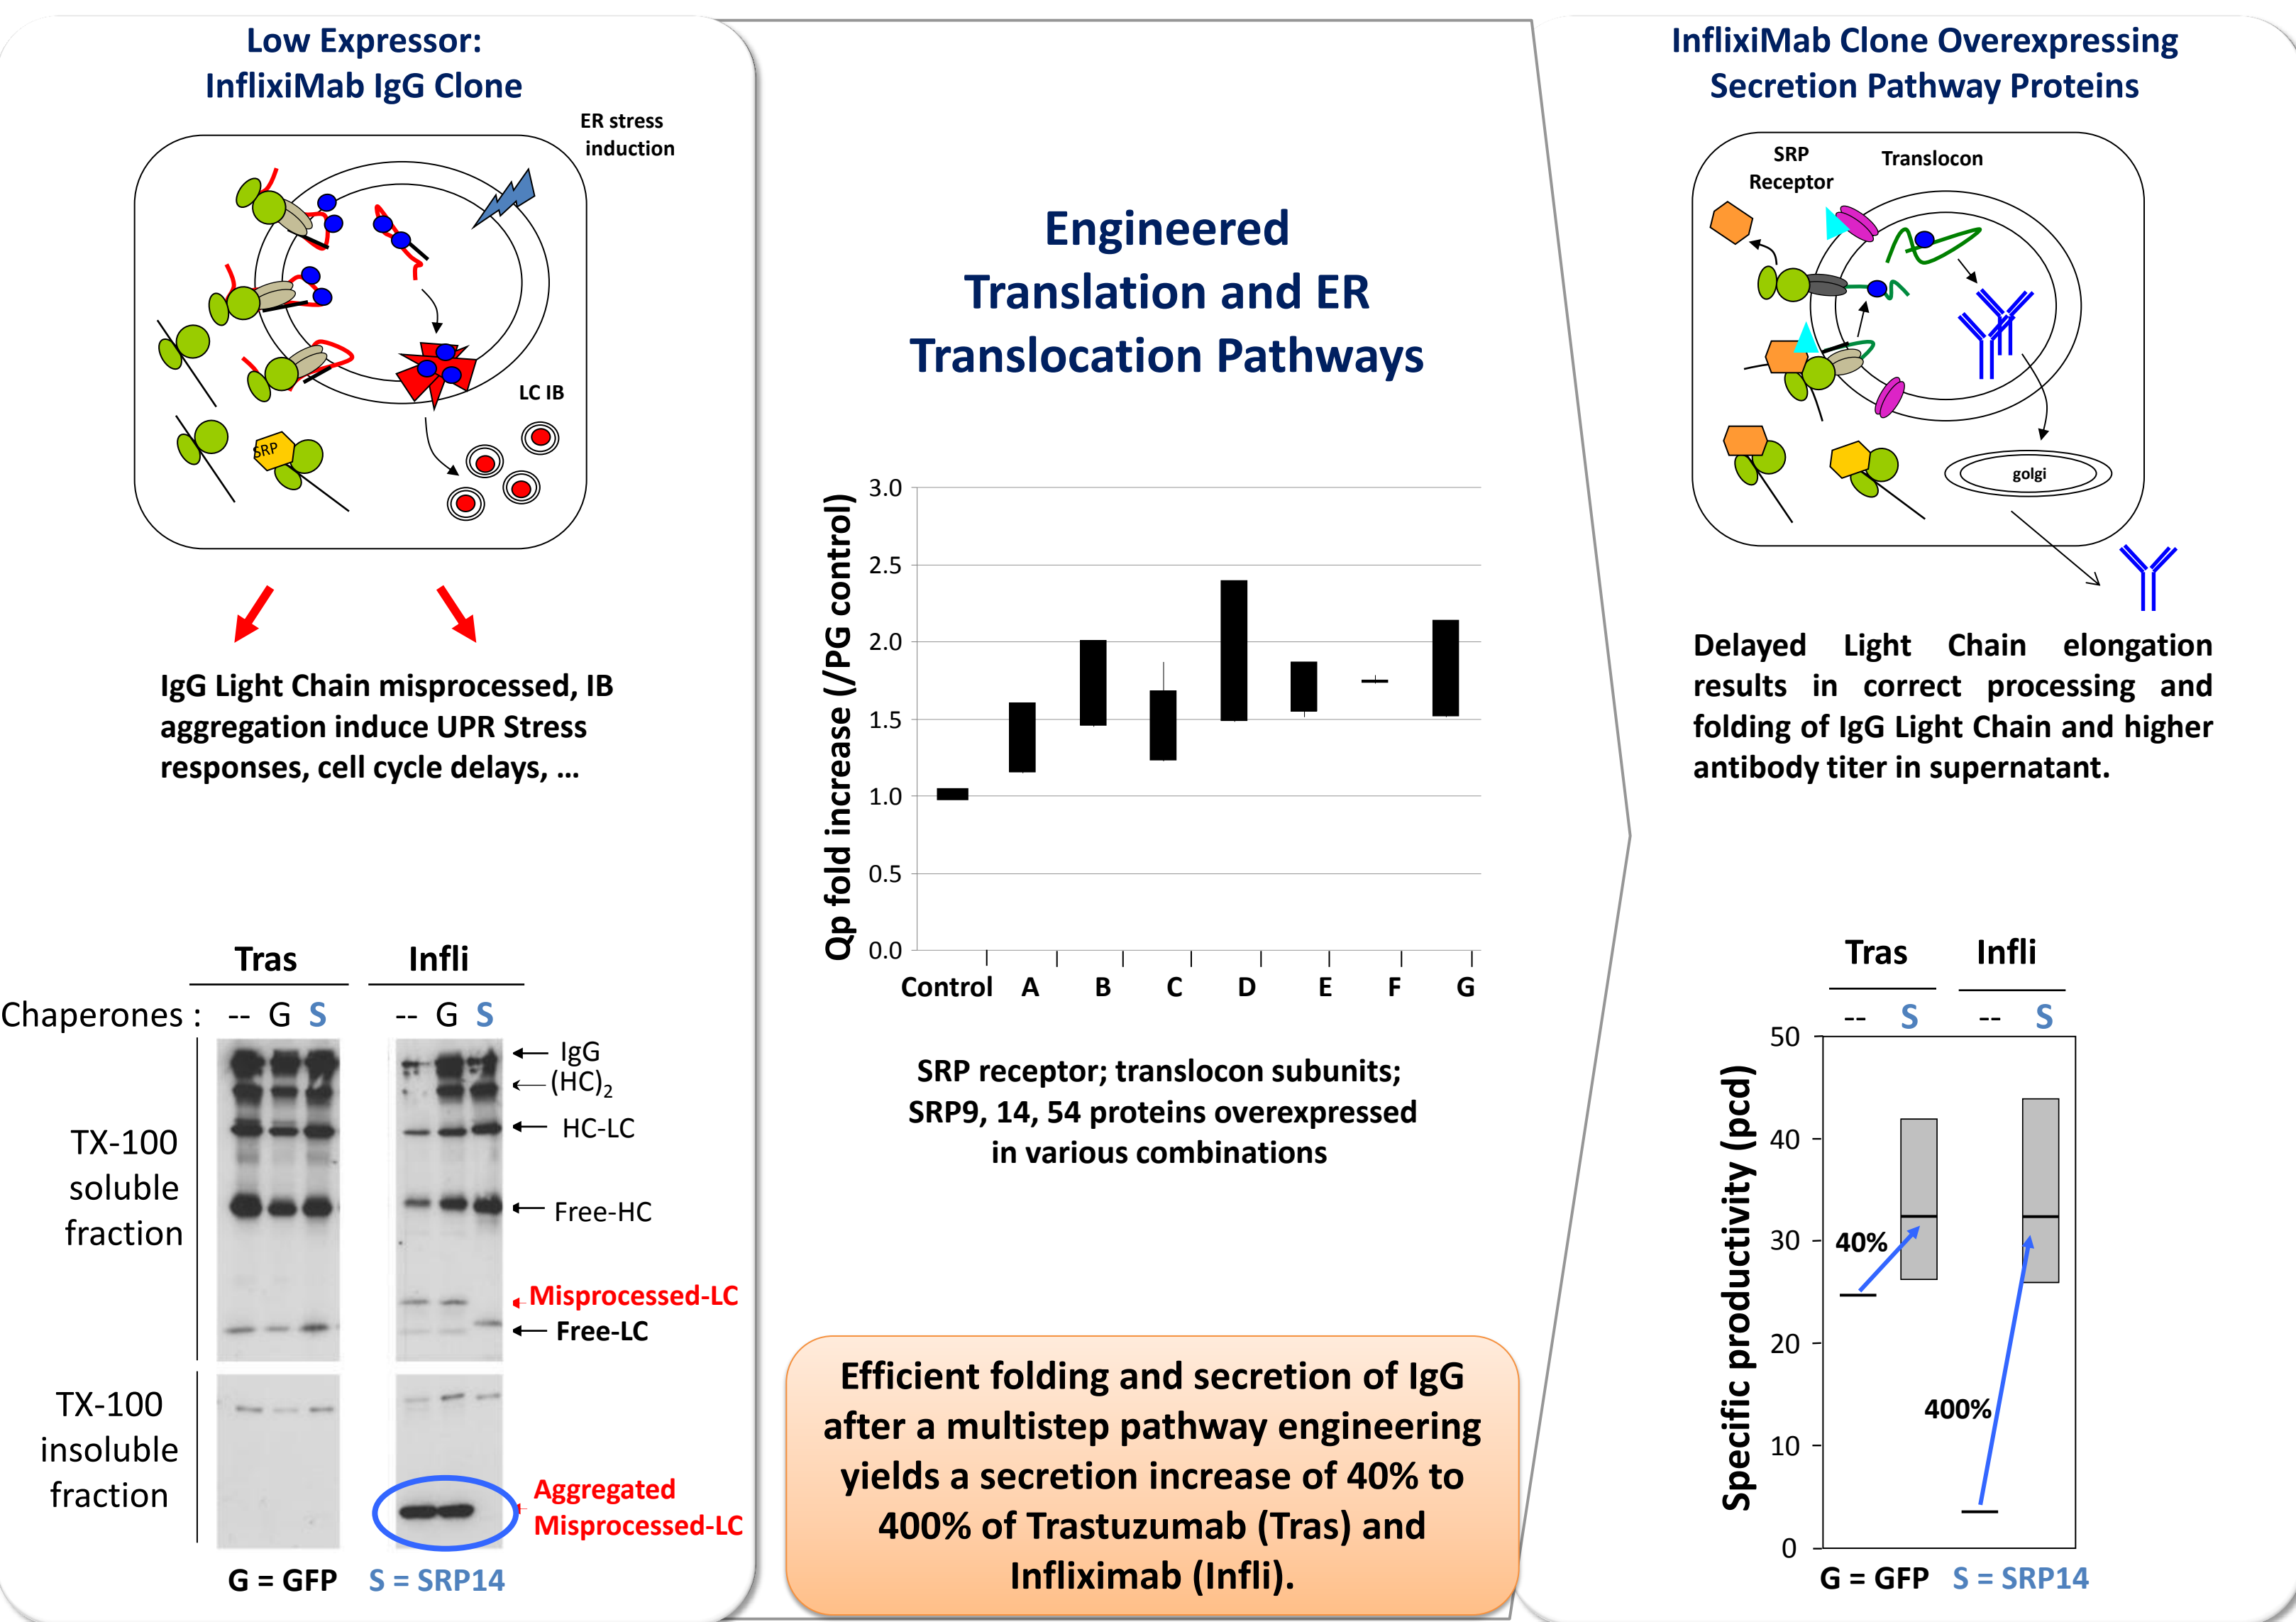 Low Expressor:
InflixiMab IgG Clone
ER stress
induction
SRP
LC IB
IgG Light Chain misprocessed, IB
aggregation induce UPR Stress
responses, cell cycle delays, ...
Tras
Infli
Chaperones :
-- G S
-- G S
TX-100
soluble
fraction
IgG
(HC)2
HC-LC
Free-HC
Misprocessed-LC
Free-LC
TX-100
insoluble
fraction
Aggregated
Misprocessed-LC
G = GFP
S = SRP14
Engineered
Translation and ER
Translocation Pathways
Qp fold increase (/PG control)
3.0
2.5
2.0
1.5
1.0
0.5
0.0
Control A B C D E F G
SRP receptor; translocon subunits;
SRP9, 14, 54 proteins overexpressed
in various combinations
Efficient folding and secretion of IgG
after a multistep pathway engineering
yields a secretion increase of 40% to
400% of Trastuzumab (Tras) and
Infliximab (Infli).
InflixiMab Clone Overexpressing
Secretion Pathway Proteins
SRP
Receptor
Translocon
golgi
Delayed Light Chain elongation
results in correct processing and
folding of IgG Light Chain and higher
antibody titer in supernatant.
Tras
Infli
-- S
-- S
Specific productivity (pcd)
50
40
30
20
10
0
40%
400%
G = GFP
S = SRP14